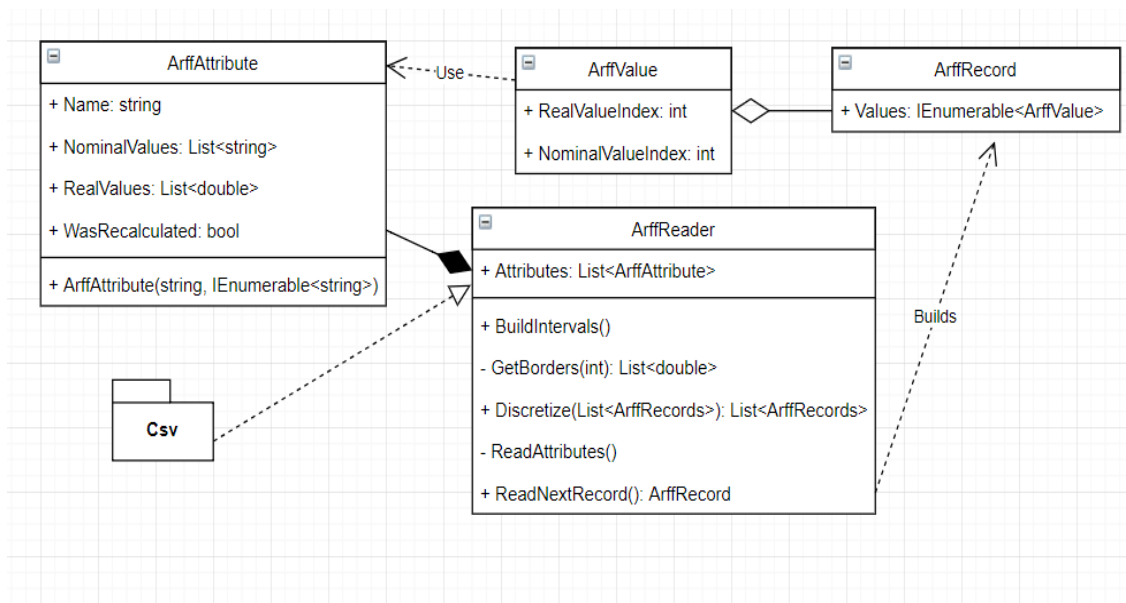 ArffAttribute
+ Name: string
+ NominalValues: List<string>
+ RealValues: List<double>
+ WasRecalculated: bool
+ ArffAttribute(string, IEnumerable<string>)
Use
ArffValue
+ RealValueIndex: int
+ NominalValueIndex: int
ArffRecord
+ Values: IEnumerable<ArffValue>
ArffReader
+ Attributes: List<ArffAttribute>
+ BuildIntervals()
- GetBorders(int): List<double>
+ Discretize(List<ArffRecords>): List<ArffRecords>
- ReadAttributes()
+ ReadNextRecord(): ArffRecord
Builds
Csv